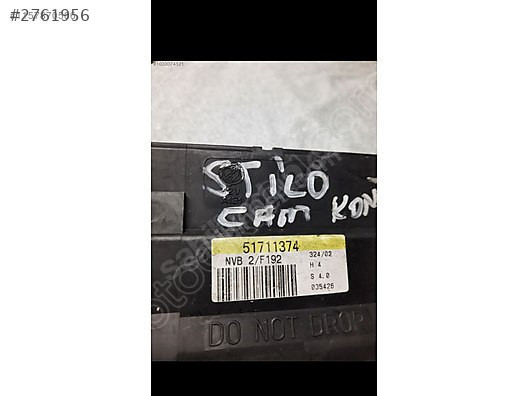 #2761956
STİLO
CAM KON
51711374
NVB 2/F192
324/02
H 4
S 4.0
035426
DO NOT DROP